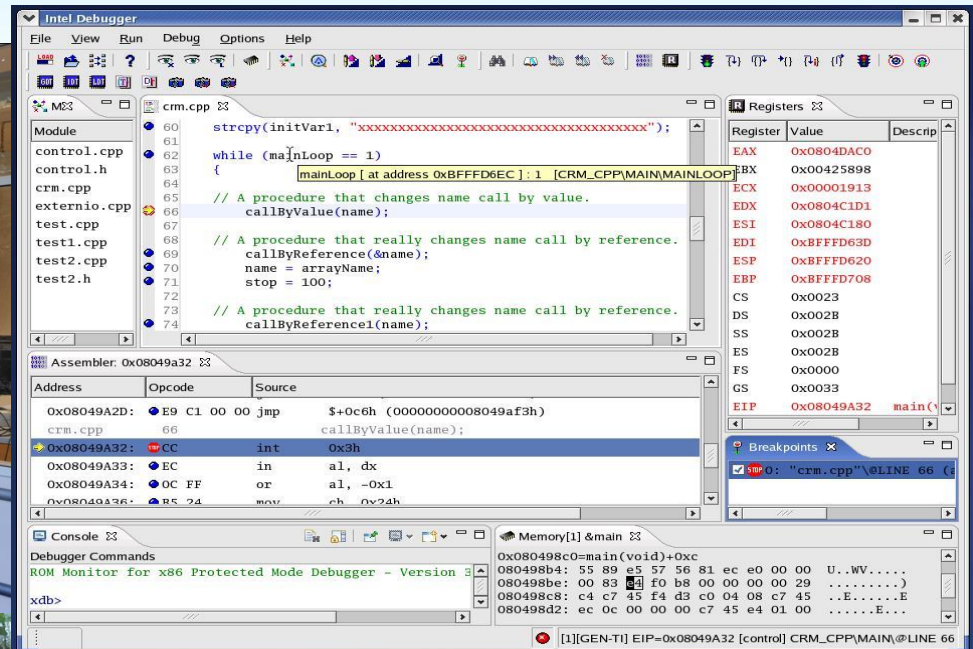 Intel Debugger
File View Run Debug Options Help
crm.cpp
Module
control.cpp
control.h
crm.cpp
externio.cpp
test.cpp
test1.cpp
test2.cpp
test2.h
60 strcpy(initVar1, "xxxxxxxxxxxxxxxxxxxxxxxxxxxxxxxxxxxx");
61
62 while (mainLoop == 1)
63 {
mainLoop [ at address 0xBFFFD6EC ] : 1 [CRM_CPP\MAIN\MAINLOOP]
64
65 // A procedure that changes name call by value.
66 callByValue(name);
67
68 // A procedure that really changes name call by reference.
69 callByReference(&name);
70 name = arrayName;
71 stop = 100;
72
73 // A procedure that really changes name call by reference.
74 callByReference1(name);
Registers
Register Value Descrip
EAX 0x0804DAC0
EBX 0x00425898
ECX 0x00001913
EDX 0x0804C1D1
ESI 0x0804C180
EDI 0xBFFFD63D
ESP 0xBFFFD620
EBP 0xBFFFD708
CS 0x0023
DS 0x002B
SS 0x002B
ES 0x002B
FS 0x0000
GS 0x0033
EIP 0x08049A32 main(
Assembler: 0x08049a32
Address Opcode Source
0x08049A2D: E9 C1 00 00 jmp $+0c6h (00000000008049af3h)
crm.cpp 66 callByValue(name);
0x08049A32: CC int 0x3h
0x08049A33: EC in al, dx
0x08049A34: 0C FF or al, -0x1
0x08049A36: B5 24 mov ch, 0x24h
Breakpoints
0: "crm.cpp"\@LINE 66 (
Console
Debugger Commands
ROM Monitor for x86 Protected Mode Debugger - Version 3
xdb>
Memory[1] &main
0x080498c0=main(void)+0xc
080498b4: 55 89 e5 57 56 81 ec e0 00 00 U..WV.....
080498be: 00 83 e4 f0 b8 00 00 00 00 29 .........)
080498c8: c4 c7 45 f4 d3 c0 04 08 c7 45 ..E......E
080498d2: ec 0c 00 00 00 c7 45 e4 01 00 ......E...
[1][GEN-TI] EIP=0x08049A32 [control] CRM_CPP\MAIN\@LINE 66